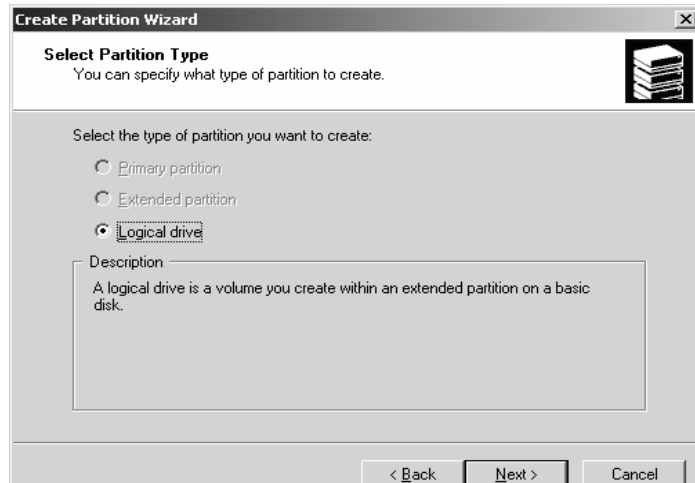 Create Partition Wizard
Select Partition Type
You can specify what type of partition to create.
Select the type of partition you want to create:
Primary partition
Extended partition
Logical drive
Description
A logical drive is a volume you create within an extended partition on a basic
disk.
< Back
Next >
Cancel